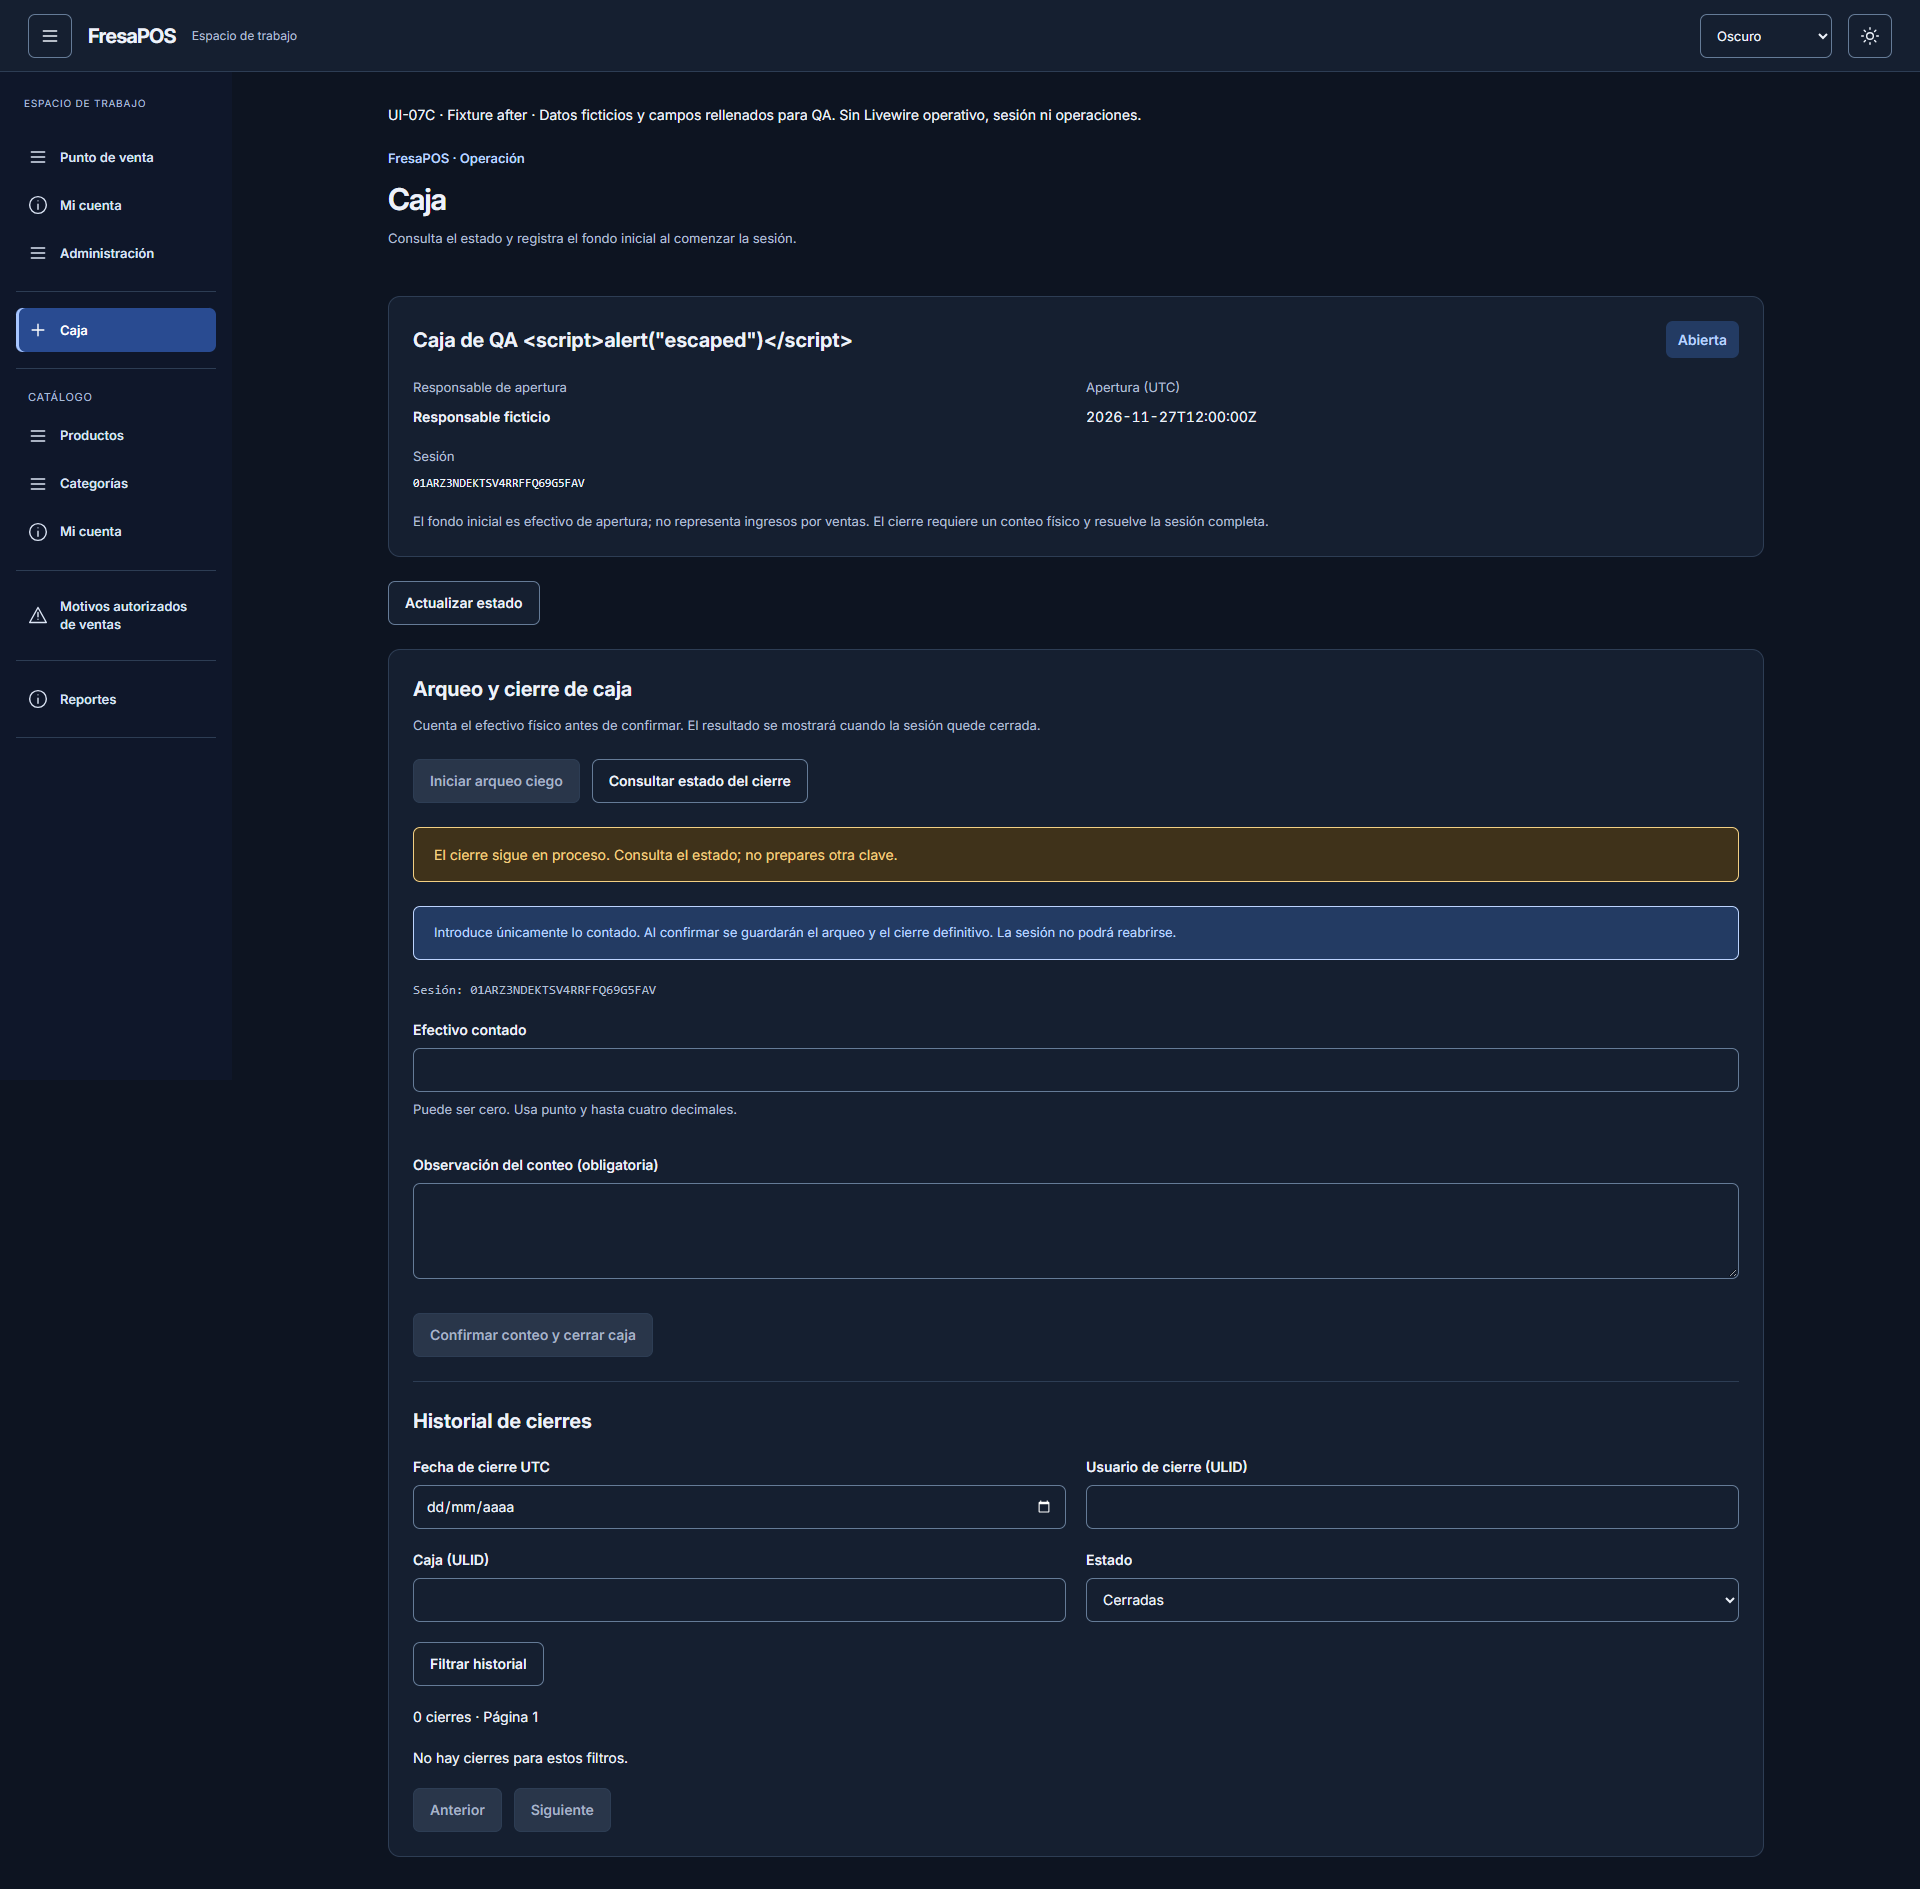 FresaPOS
Espacio de trabajo
Oscuro
ESPACIO DE TRABAJO
Punto de venta
Mi cuenta
Administración
Caja
CATÁLOGO
Productos
Categorías
Mi cuenta
Motivos autorizados
de ventas
Reportes
UI-07C · Fixture after · Datos ficticios y campos rellenados para QA. Sin Livewire operativo, sesión ni operaciones.
FresaPOS · Operación
Caja
Consulta el estado y registra el fondo inicial al comenzar la sesión.
Caja de QA <script>alert("escaped")</script>
Abierta
Responsable de apertura
Responsable ficticio
Apertura (UTC)
2026-11-27T12:00:00Z
Sesión
01ARZ3NDEKTSV4RRFFQ69G5FAV
El fondo inicial es efectivo de apertura; no representa ingresos por ventas. El cierre requiere un conteo físico y resuelve la sesión completa.
Actualizar estado
Arqueo y cierre de caja
Cuenta el efectivo físico antes de confirmar. El resultado se mostrará cuando la sesión quede cerrada.
Iniciar arqueo ciego
Consultar estado del cierre
El cierre sigue en proceso. Consulta el estado; no prepares otra clave.
Introduce únicamente lo contado. Al confirmar se guardarán el arqueo y el cierre definitivo. La sesión no podrá reabrirse.
Sesión: 01ARZ3NDEKTSV4RRFFQ69G5FAV
Efectivo contado
Puede ser cero. Usa punto y hasta cuatro decimales.
Observación del conteo (obligatoria)
Confirmar conteo y cerrar caja
Historial de cierres
Fecha de cierre UTC
dd/mm/aaaa
Usuario de cierre (ULID)
Caja (ULID)
Estado
Cerradas
Filtrar historial
0 cierres · Página 1
No hay cierres para estos filtros.
Anterior
Siguiente